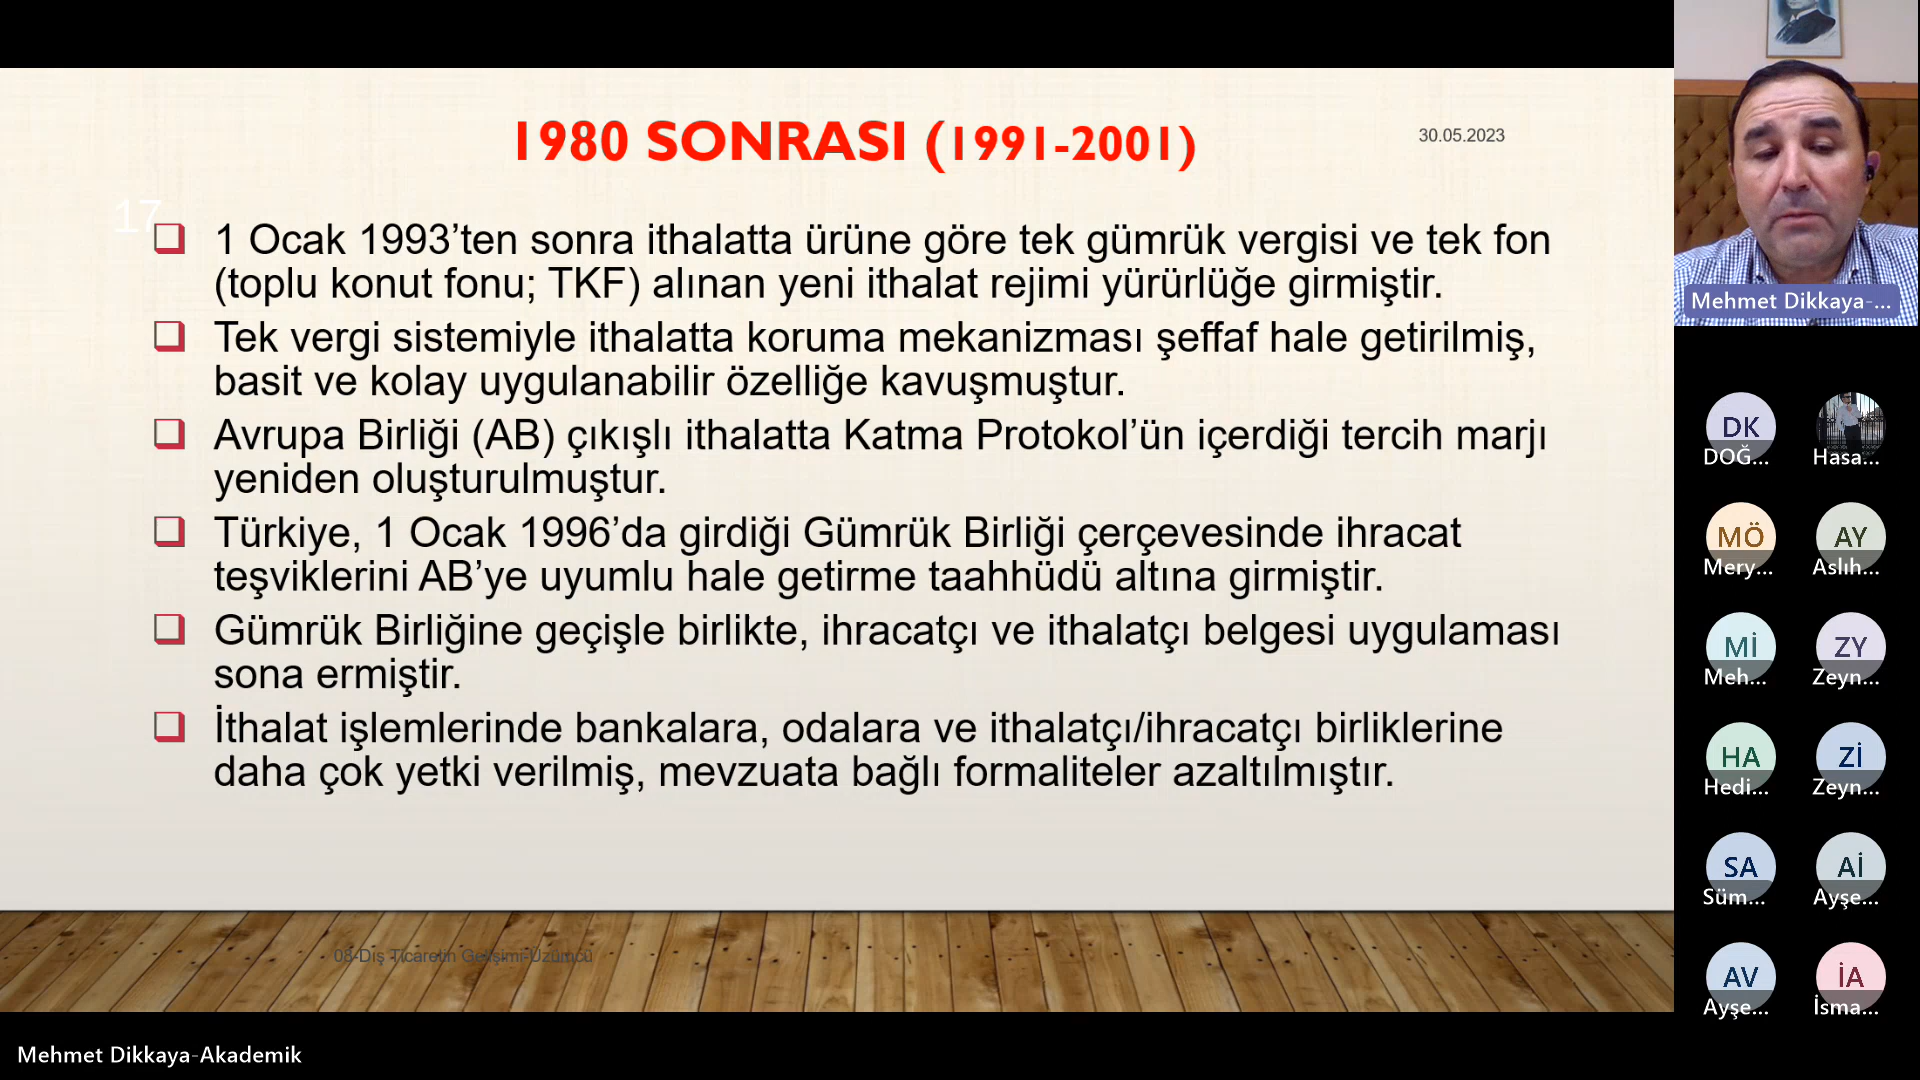 1980 SONRASI (1991-2001)
30.05.2023
17
1 Ocak 1993’ten sonra ithalatta ürüne göre tek gümrük vergisi ve tek fon
(toplu konut fonu; TKF) alınan yeni ithalat rejimi yürürlüğe girmiştir.
Tek vergi sistemiyle ithalatta koruma mekanizması şeffaf hale getirilmiş,
basit ve kolay uygulanabilir özelliğe kavuşmuştur.
Avrupa Birliği (AB) çıkışlı ithalatta Katma Protokol’ün içerdiği tercih marjı
yeniden oluşturulmuştur.
Türkiye, 1 Ocak 1996’da girdiği Gümrük Birliği çerçevesinde ihracat
teşviklerini AB’ye uyumlu hale getirme taahhüdü altına girmiştir.
Gümrük Birliğine geçişle birlikte, ihracatçı ve ithalatçı belgesi uygulaması
sona ermiştir.
İthalat işlemlerinde bankalara, odalara ve ithalatçı/ihracatçı birliklerine
daha çok yetki verilmiş, mevzuata bağlı formaliteler azaltılmıştır.
08-Dış Ticaretin Gelişimi-Üzümcü
Mehmet Dikkaya-Akademik
Mehmet Dikkaya-...
DK
DOĞ...
Hasa...
MÖ
Mery...
AY
Aslıh...
Mİ
Meh...
ZY
Zeyn...
HA
Hedi...
Zİ
Zeyn...
SA
Süm...
Aİ
Ayşe...
AV
Ayşe...
İA
İsma...